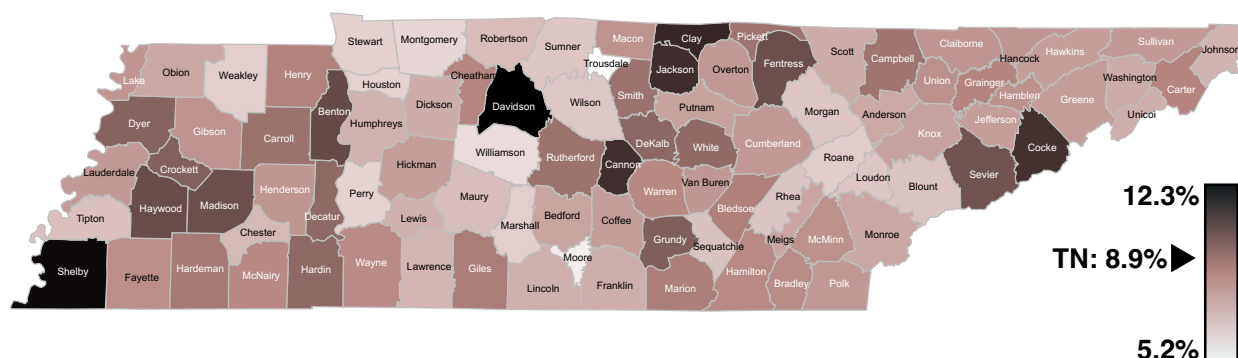 Stewart
Montgomery
Robertson
Sumner
Macon
Clay
Pickett
Scott
Claiborne
Hancock
Hawkins
Sullivan
Johnson
Lake
Obion
Weakley
Henry
Houston
Cheatham
Trousdale
Jackson
Overton
Fentress
Campbell
Union
Grainger
Hamblen
Washington
Carter
Benton
Dickson
Davidson
Wilson
Smith
Putnam
Morgan
Anderson
Jefferson
Greene
Unicoi
Dyer
Gibson
Carroll
Humphreys
Williamson
Rutherford
Cannon
DeKalb
White
Cumberland
Roane
Knox
Cocke
Lauderdale
Crockett
Hickman
Loudon
Sevier
Haywood
Madison
Henderson
Decatur
Perry
Maury
Warren
Van Buren
Rhea
Blount
12.3%
Tipton
Chester
Lewis
Marshall
Bedford
Coffee
Grundy
Sequatchie
Bledsoe
Meigs
McMinn
Monroe
Shelby
Fayette
Hardeman
McNairy
Hardin
Wayne
Lawrence
Giles
Moore
Lincoln
Franklin
Marion
Hamilton
Bradley
Polk
TN: 8.9%
5.2%